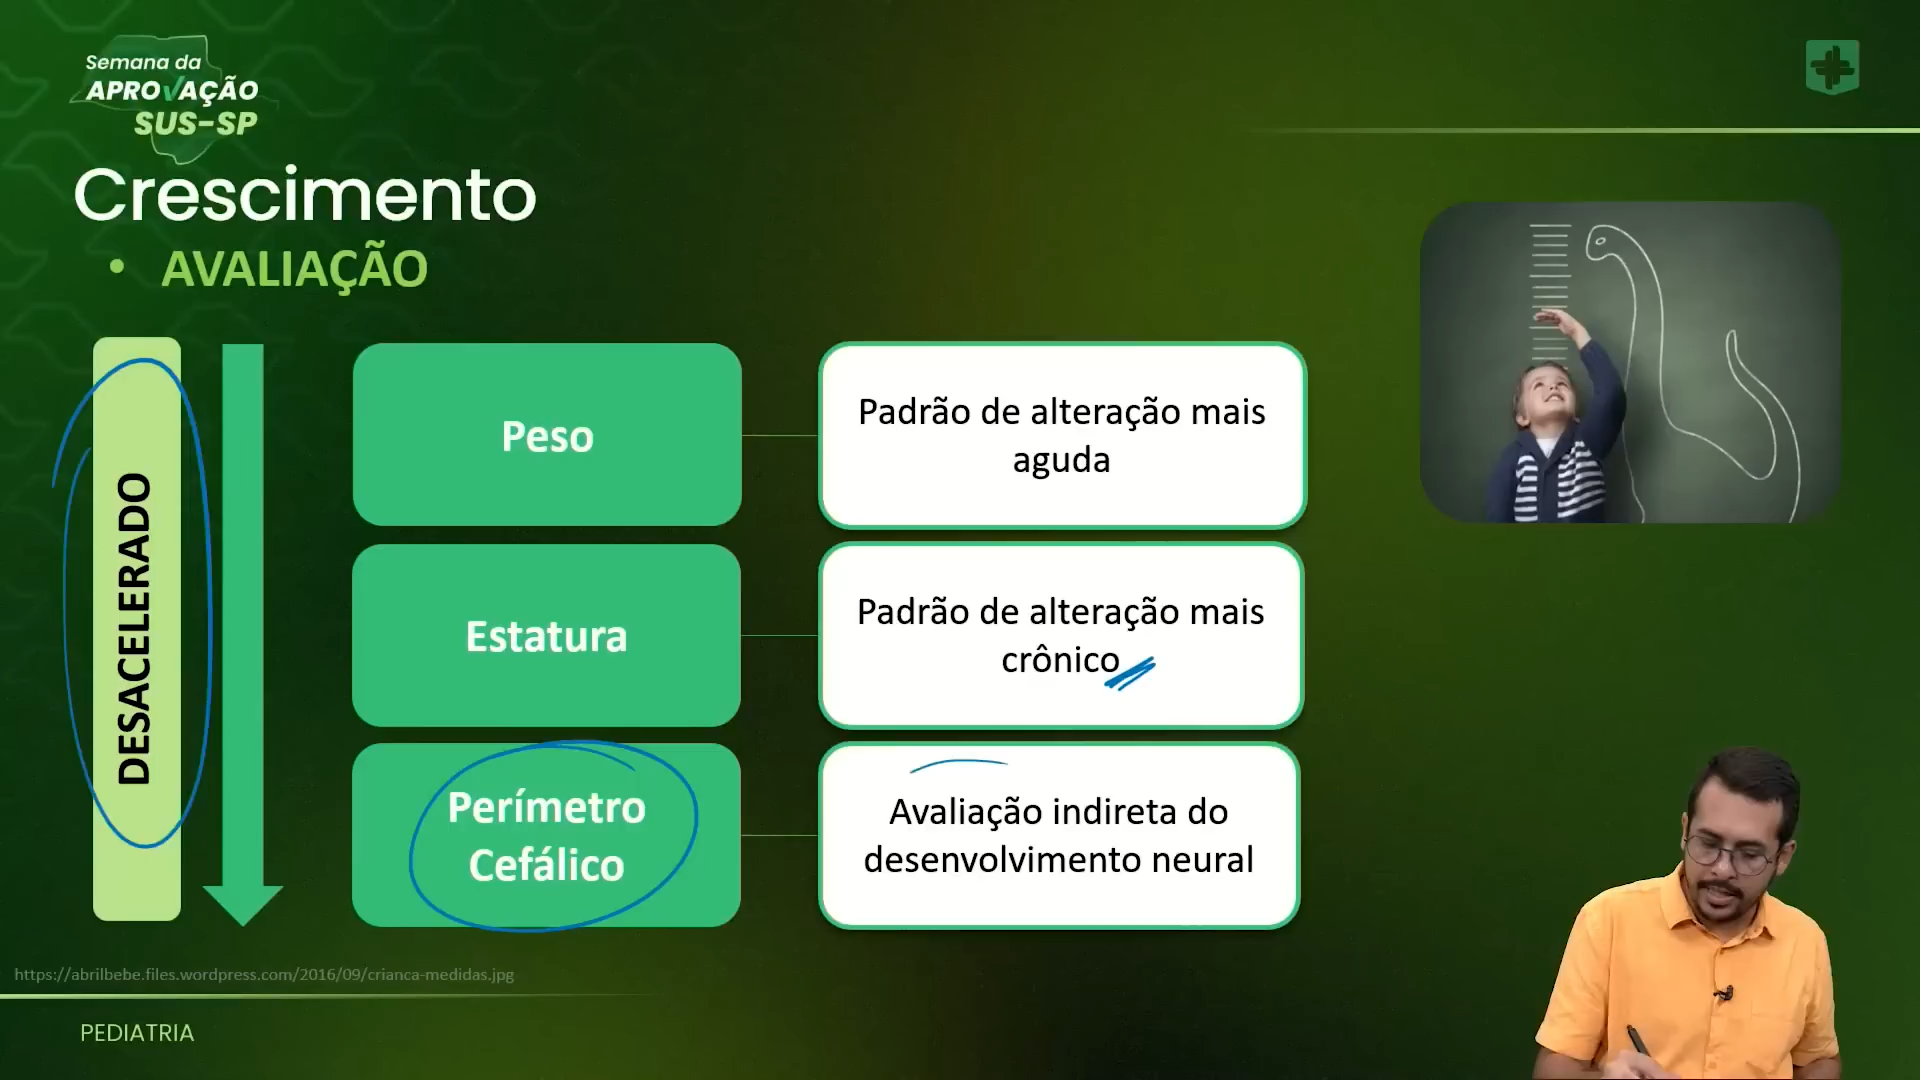 Semana da
APROVAÇÃO
SUS-SP
Crescimento
• AVALIAÇÃO
DESACELERADO
Peso
Padrão de alteração mais
aguda
Estatura
Padrão de alteração mais
crônico
Perímetro
Cefálico
Avaliação indireta do
desenvolvimento neural
https://abrilbebe.files.wordpress.com/2016/09/crianca-medidas.jpg
PEDIATRIA